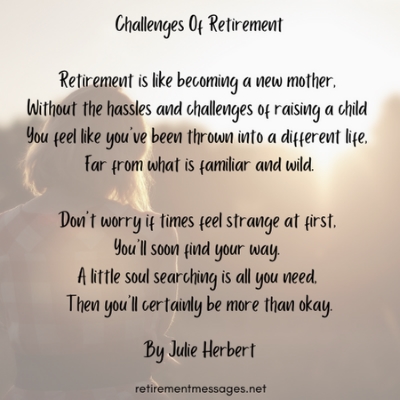 Challenges Of Retirement
Retirement is like becoming a new mother,
Without the hassles and challenges of raising a child
You feel like you've been thrown into a different life,
Far from what is familiar and wild.
Don't worry if times feel strange at first,
You'll soon find your way.
A little soul searching is all you need,
Then you'll certainly be more than okay.
By Julie Herbert
retirementmessages.net